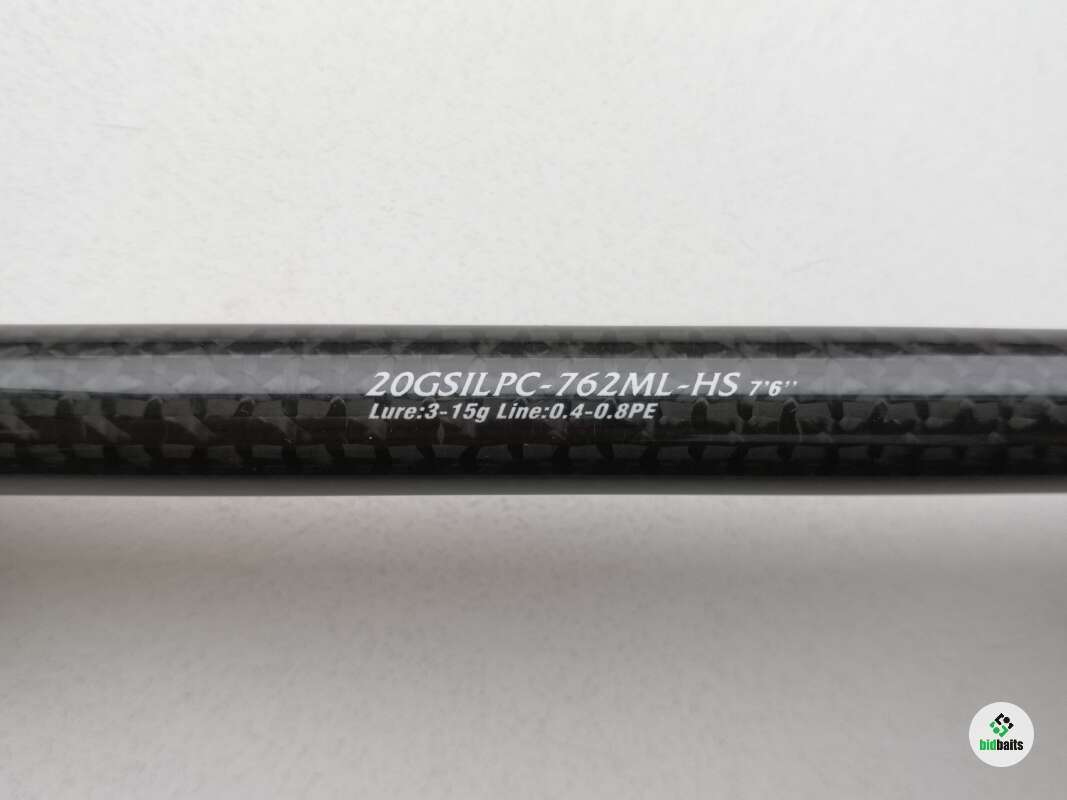 20GSILPC-762ML-HS 7'6''
Lure:3-15g Line:0.4-0.8PE
bidbaits